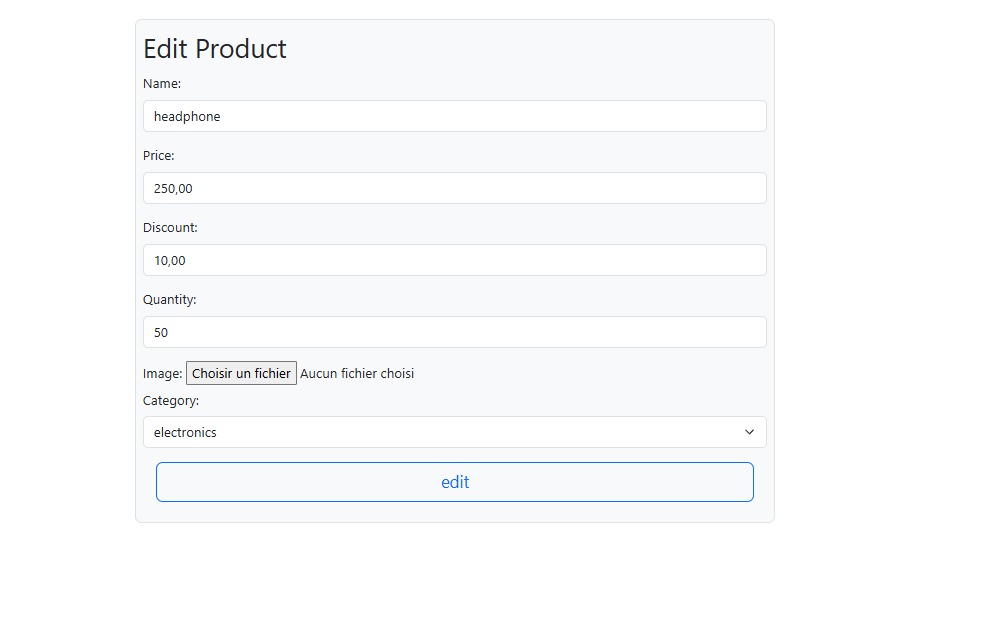 Edit Product
Name:
headphone
Price:
250,00
Discount:
10,00
Quantity:
50
Image: Choisir un fichier Aucun fichier choisi
Category:
electronics
edit